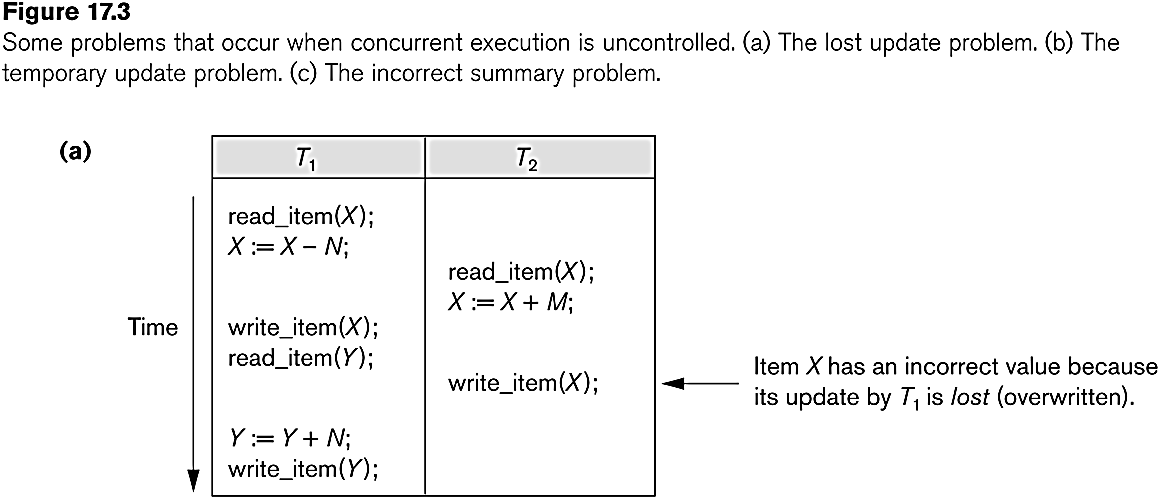 Figure 17.3
Some problems that occur when concurrent execution is uncontrolled. (a) The lost update problem. (b) The
temporary update problem. (c) The incorrect summary problem.
(a)
T1
T2
read_item(X);
X := X – N;
read_item(X);
X := X + M;
Time
write_item(X);
read_item(Y);
write_item(X);
Item X has an incorrect value because
its update by T1 is lost (overwritten).
Y := Y + N;
write_item(Y);